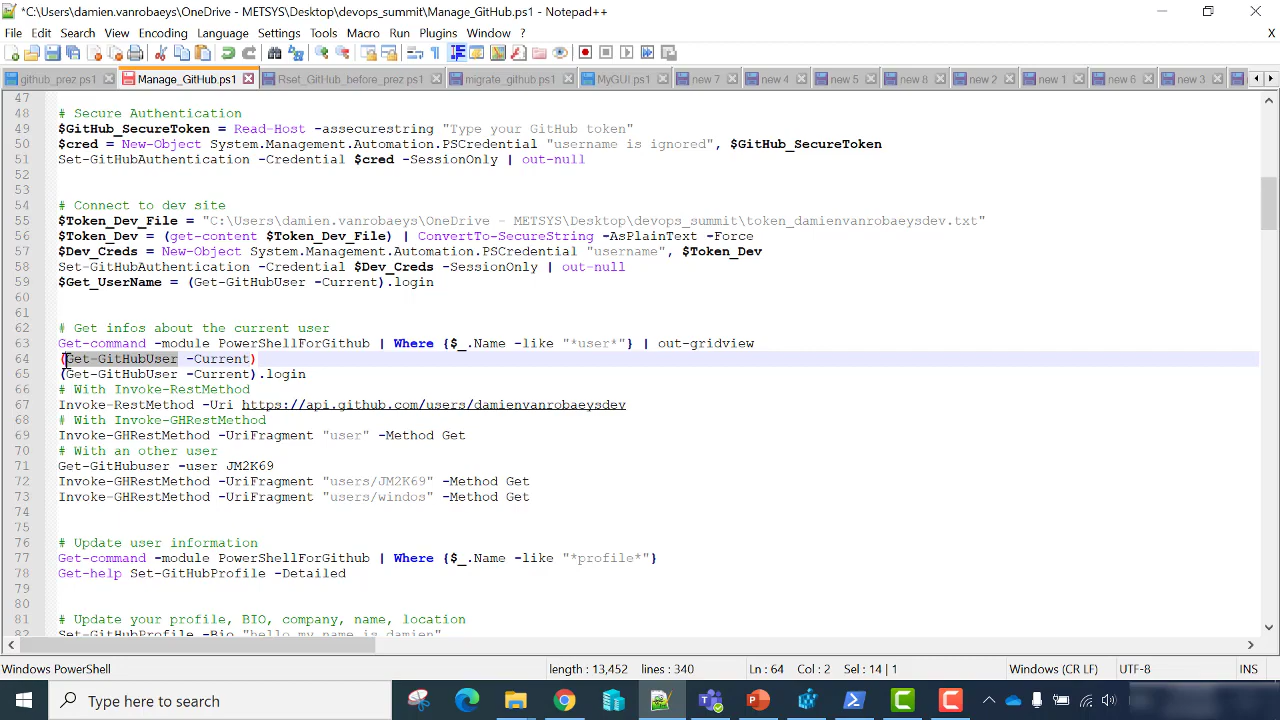 *C:\Users\damien.vanrobaeys\OneDrive - METSYS\Desktop\devops_summit\Manage_GitHub.ps1 - Notepad++
File Edit Search View Encoding Language Settings Tools Macro Run Plugins Window ? X
github_prez.ps1 Manage_GitHub.ps1 Rset_GitHub_before_prez.ps1 migrate_github.ps1 MyGUI.ps1 new 7 new 4 new 5 new 8 new 2 new 1 new 6 new 3
47
48 # Secure Authentication
49 $GitHub_SecureToken = Read-Host -assecurestring "Type your GitHub token"
50 $cred = New-Object System.Management.Automation.PSCredential "username is ignored", $GitHub_SecureToken
51 Set-GitHubAuthentication -Credential $cred -SessionOnly | out-null
52
53
54 # Connect to dev site
55 $Token_Dev_File = "C:\Users\damien.vanrobaeys\OneDrive - METSYS\Desktop\devops_summit\token_damienvanrobaeysdev.txt"
56 $Token_Dev = (get-content $Token_Dev_File) | ConvertTo-SecureString -AsPlainText -Force
57 $Dev_Creds = New-Object System.Management.Automation.PSCredential "username", $Token_Dev
58 Set-GitHubAuthentication -Credential $Dev_Creds -SessionOnly | out-null
59 $Get_UserName = (Get-GitHubUser -Current).login
60
61
62 # Get infos about the current user
63 Get-command -module PowerShellForGithub | Where {$_.Name -like "*user*"} | out-gridview
64 (Get-GitHubUser -Current)
65 (Get-GitHubUser -Current).login
66 # With Invoke-RestMethod
67 Invoke-RestMethod -Uri https://api.github.com/users/damienvanrobaeysdev
68 # With Invoke-GHRestMethod
69 Invoke-GHRestMethod -UriFragment "user" -Method Get
70 # With an other user
71 Get-GitHubuser -user JM2K69
72 Invoke-GHRestMethod -UriFragment "users/JM2K69" -Method Get
73 Invoke-GHRestMethod -UriFragment "users/windos" -Method Get
74
75
76 # Update user information
77 Get-command -module PowerShellForGithub | Where {$_.Name -like "*profile*"}
78 Get-help Set-GitHubProfile -Detailed
79
80
81 # Update your profile, BIO, company, name, location
82 Set-GitHubProfile -Bio "hello my name is damien"
Windows PowerShell length : 13,452 lines : 340 Ln : 64 Col : 2 Sel : 14 | 1 Windows (CR LF) UTF-8 INS
Type here to search